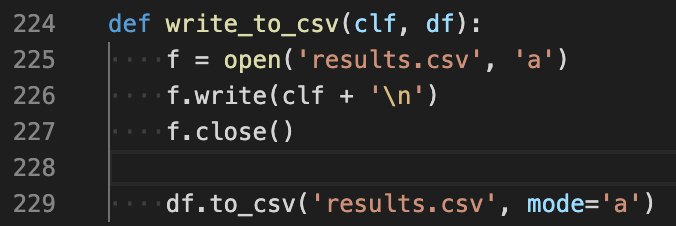 224 def write_to_csv(clf, df):
225 ····f = open('results.csv', 'a')
226 ····f.write(clf + '\n')
227 ····f.close()
228
229 ····df.to_csv('results.csv', mode='a')